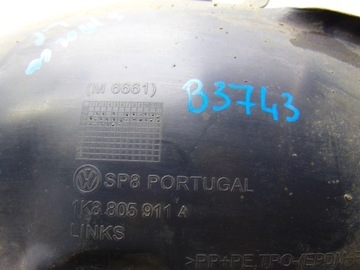 (M 6661)
B3743
SP8 PORTUGAL
1K8 805 911 A
LINKS
>PP+PE TPO-(EPDM